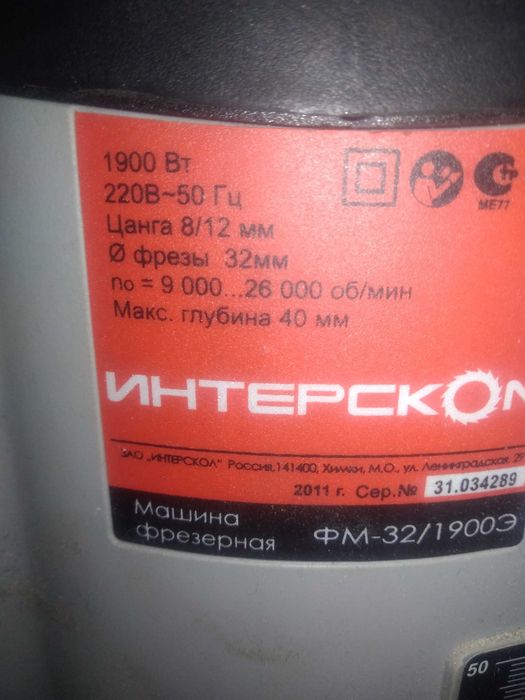 1900 Вт
220В~50 Гц
Цанга 8/12 мм
Ø фрезы 32мм
no = 9 000...26 000 об/мин
Макс. глубина 40 мм
МЕ77
ИНТЕРСКОЛ
ЗАО „ИНТЕРСКОЛ" Россия,141400, Химки, М.О., ул. Ленинградская, 29
2011 г. Сер.№ 31.034289
Машина
фрезерная
ФМ-32/1900Э
50